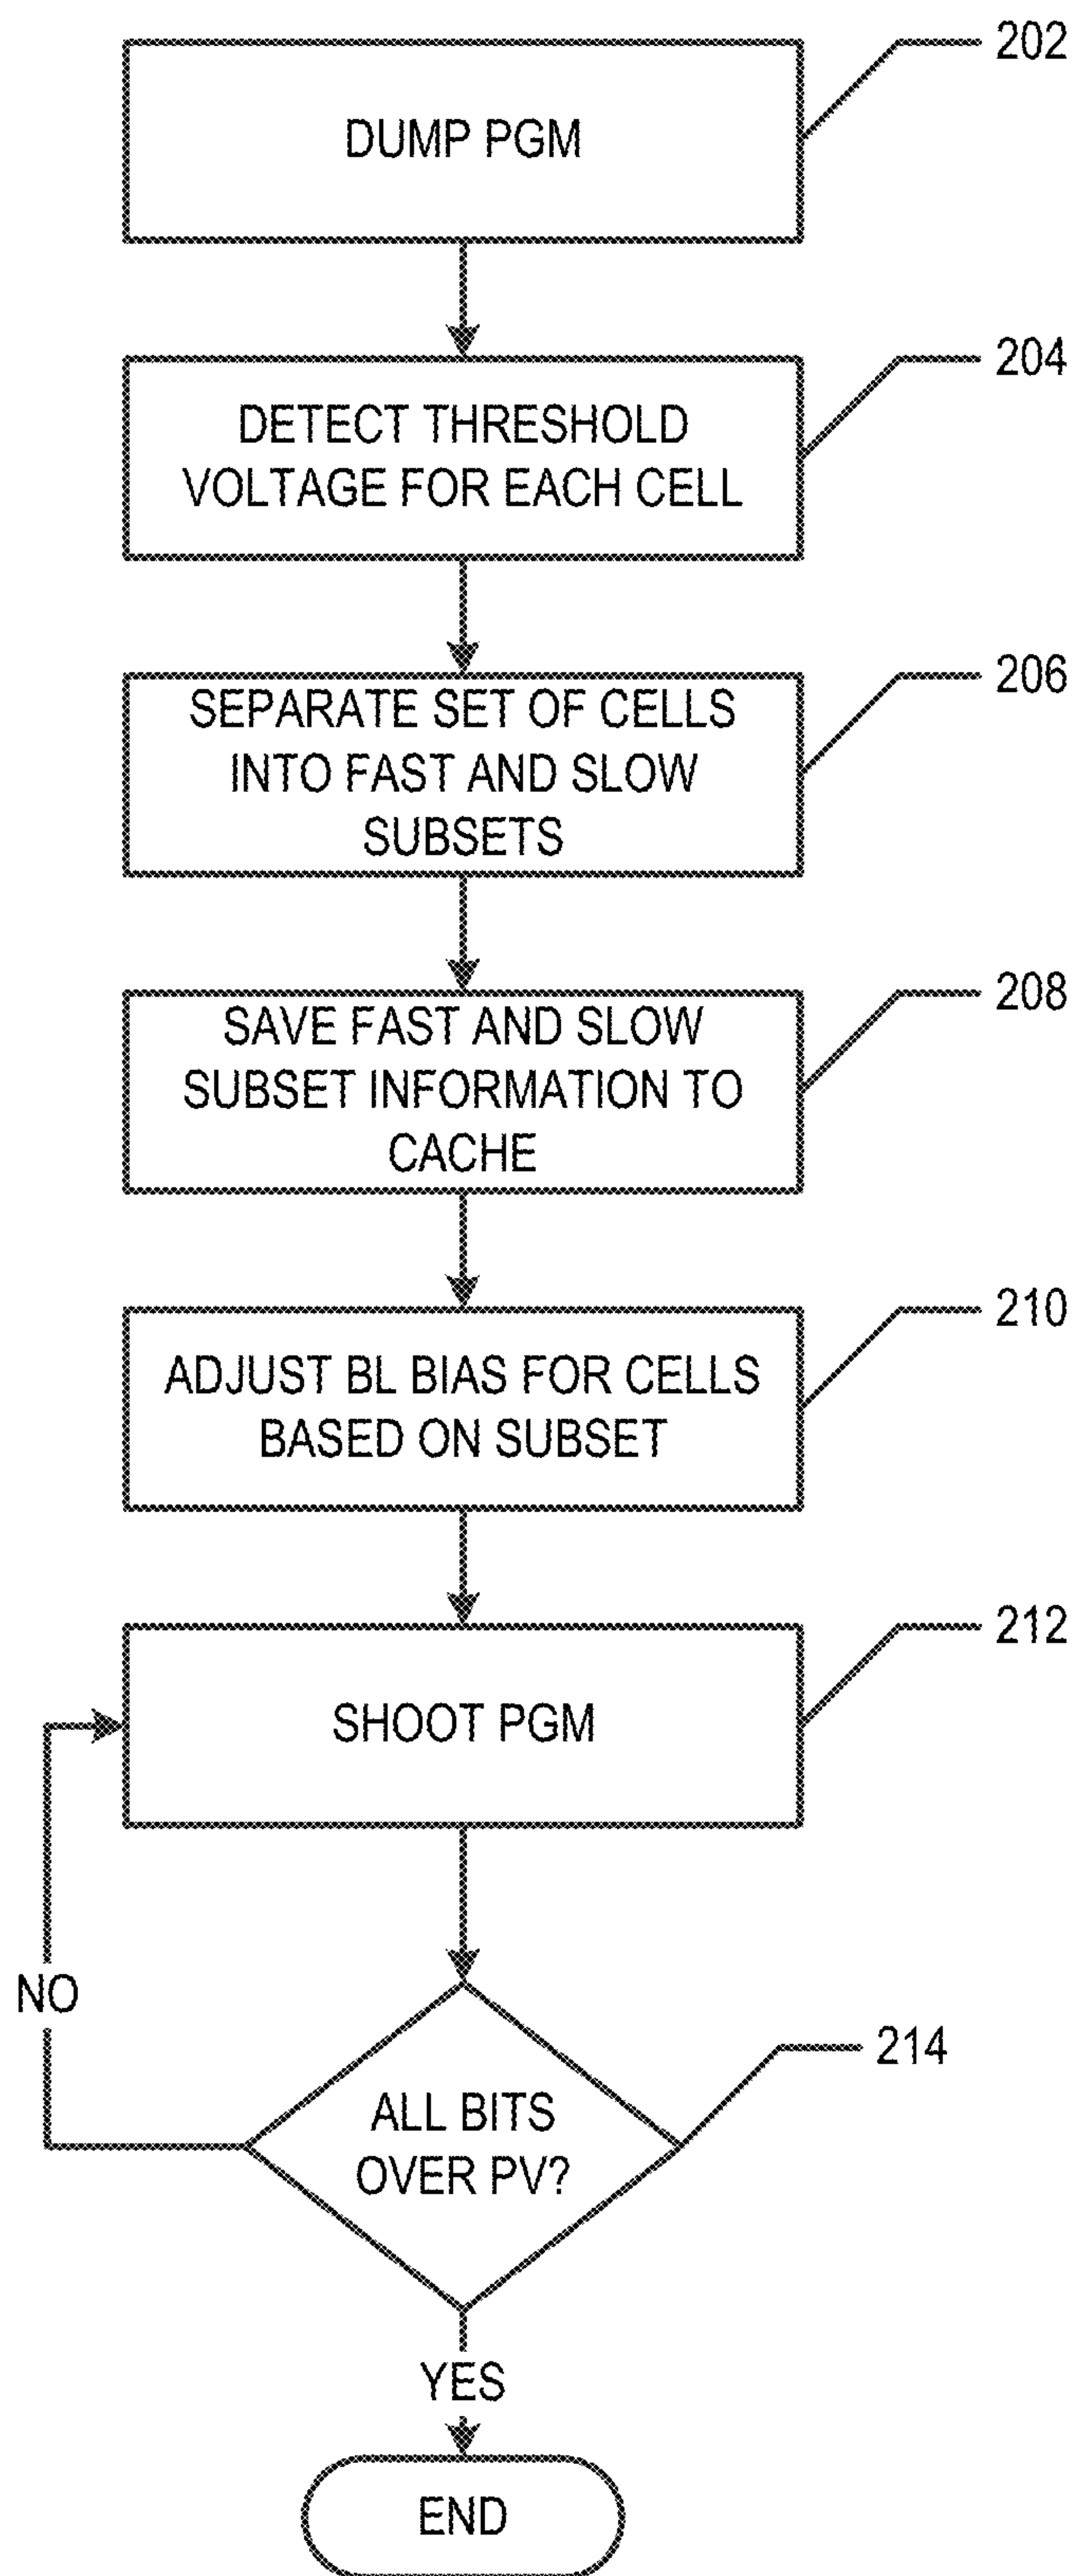 202
DUMP PGM
204
DETECT THRESHOLD
VOLTAGE FOR EACH CELL
206
SEPARATE SET OF CELLS
INTO FAST AND SLOW
SUBSETS
208
SAVE FAST AND SLOW
SUBSET INFORMATION TO
CACHE
210
ADJUST BL BIAS FOR CELLS
BASED ON SUBSET
212
SHOOT PGM
NO
214
ALL BITS
OVER PV?
YES
END